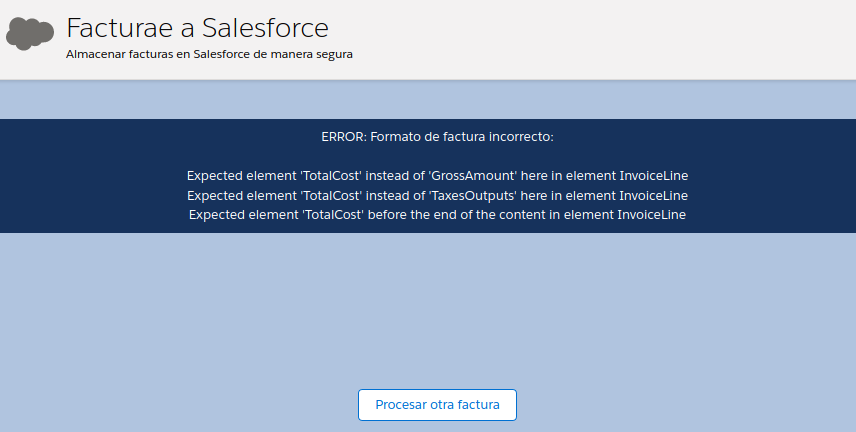 Facturae a Salesforce
Almacenar facturas en Salesforce de manera segura
ERROR: Formato de factura incorrecto:
Expected element 'TotalCost' instead of 'GrossAmount' here in element InvoiceLine
Expected element 'TotalCost' instead of 'TaxesOutputs' here in element InvoiceLine
Expected element 'TotalCost' before the end of the content in element InvoiceLine
Procesar otra factura